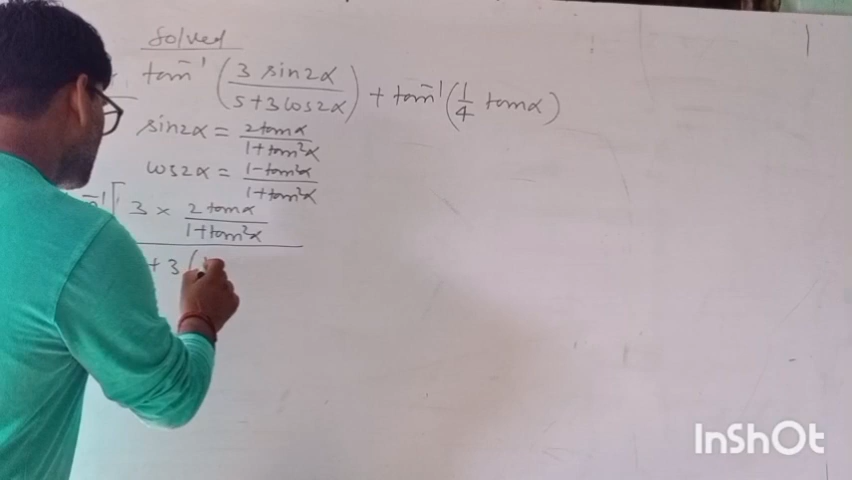 Solved
tan⁻¹ (3 sin2α / 5+3cos2α) + tan⁻¹ (1/4 tanα)
sin2α = 2tanα / 1+tan²α
cos2α = 1-tan²α / 1+tan²α
3 × 2tanα / 1+tan²α
+ 3 (
InShOt